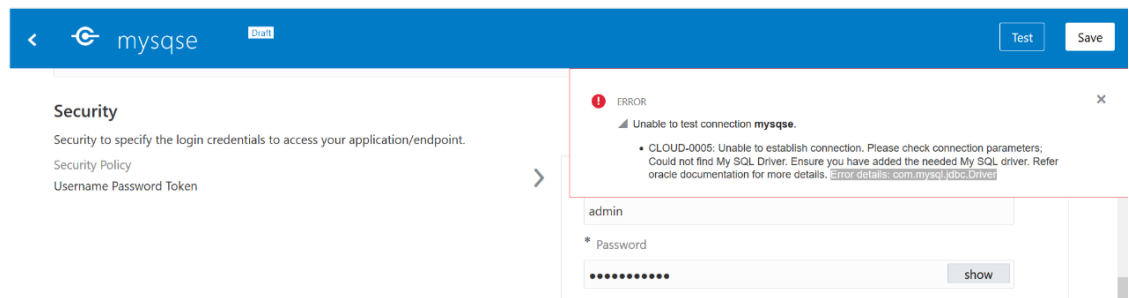 mysqse
Draft
Test
Save
Security
Security to specify the login credentials to access your application/endpoint.
Security Policy
Username Password Token
ERROR
Unable to test connection mysqse.
• CLOUD-0005: Unable to establish connection. Please check connection parameters;
Could not find My SQL Driver. Ensure you have added the needed My SQL driver. Refer
oracle documentation for more details. Error details: com.mysql.jdbc.Driver
admin
* Password
•••••••••••
show